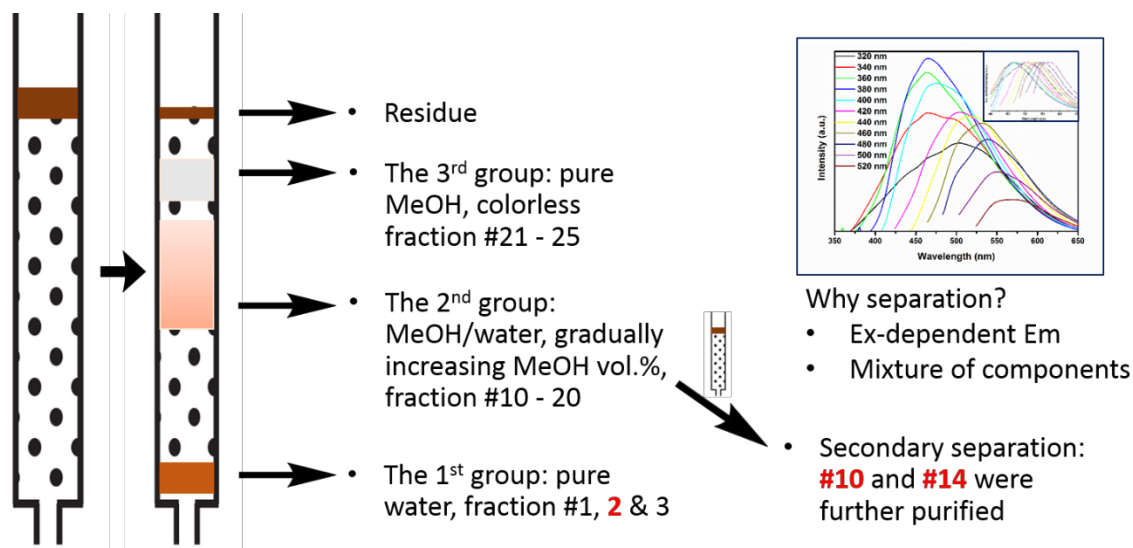 • Residue
• The 3rd group: pure
MeOH, colorless
fraction #21 - 25
• The 2nd group:
MeOH/water, gradually
increasing MeOH vol.%,
fraction #10 - 20
• The 1st group: pure
water, fraction #1, 2 & 3
320 nm
340 nm
360 nm
380 nm
400 nm
420 nm
440 nm
460 nm
480 nm
500 nm
520 nm
Intensity (a.u.)
350 400 450 500 550 600 650
Wavelength (nm)
Why separation?
• Ex-dependent Em
• Mixture of components
• Secondary separation:
#10 and #14 were
further purified